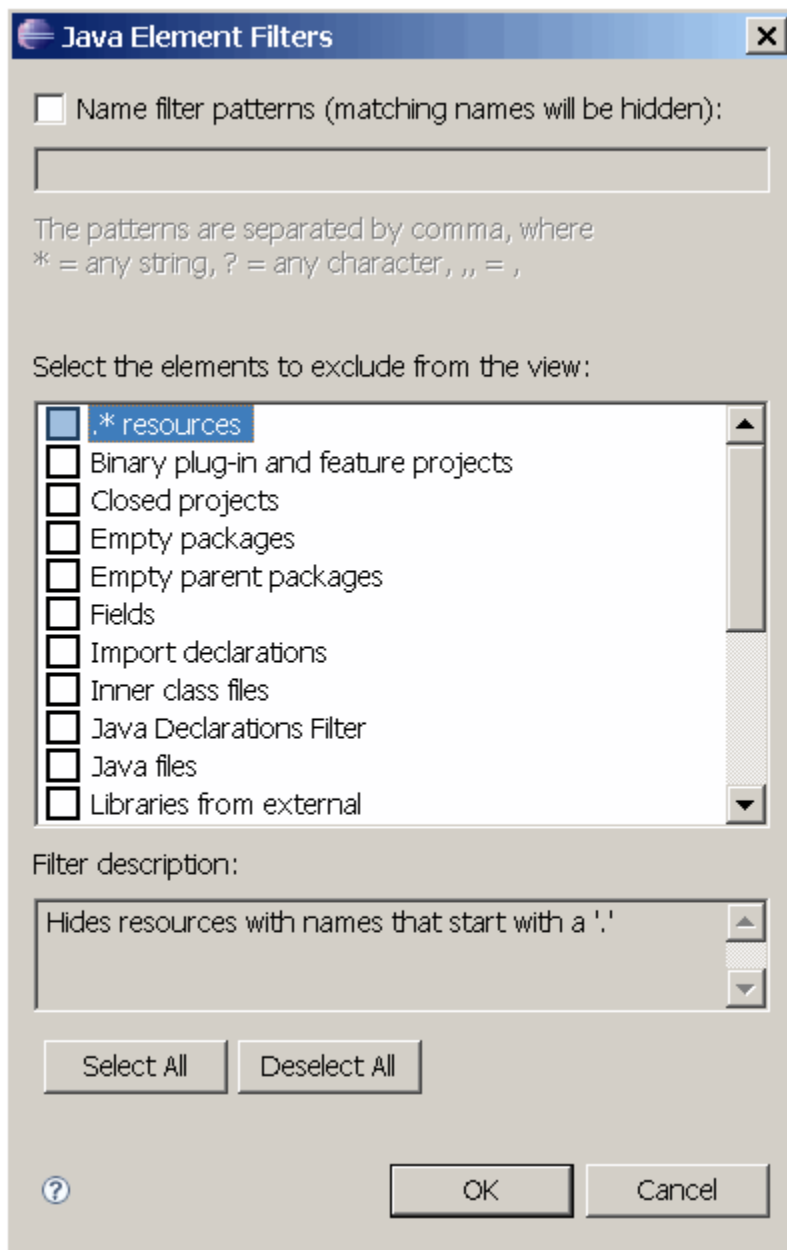 Java Element Filters
Name filter patterns (matching names will be hidden):
The patterns are separated by comma, where
* = any string, ? = any character, ,, = ,
Select the elements to exclude from the view:
.* resources
Binary plug-in and feature projects
Closed projects
Empty packages
Empty parent packages
Fields
Import declarations
Inner class files
Java Declarations Filter
Java files
Libraries from external
Filter description:
Hides resources with names that start with a '.'
Select All
Deselect All
OK
Cancel